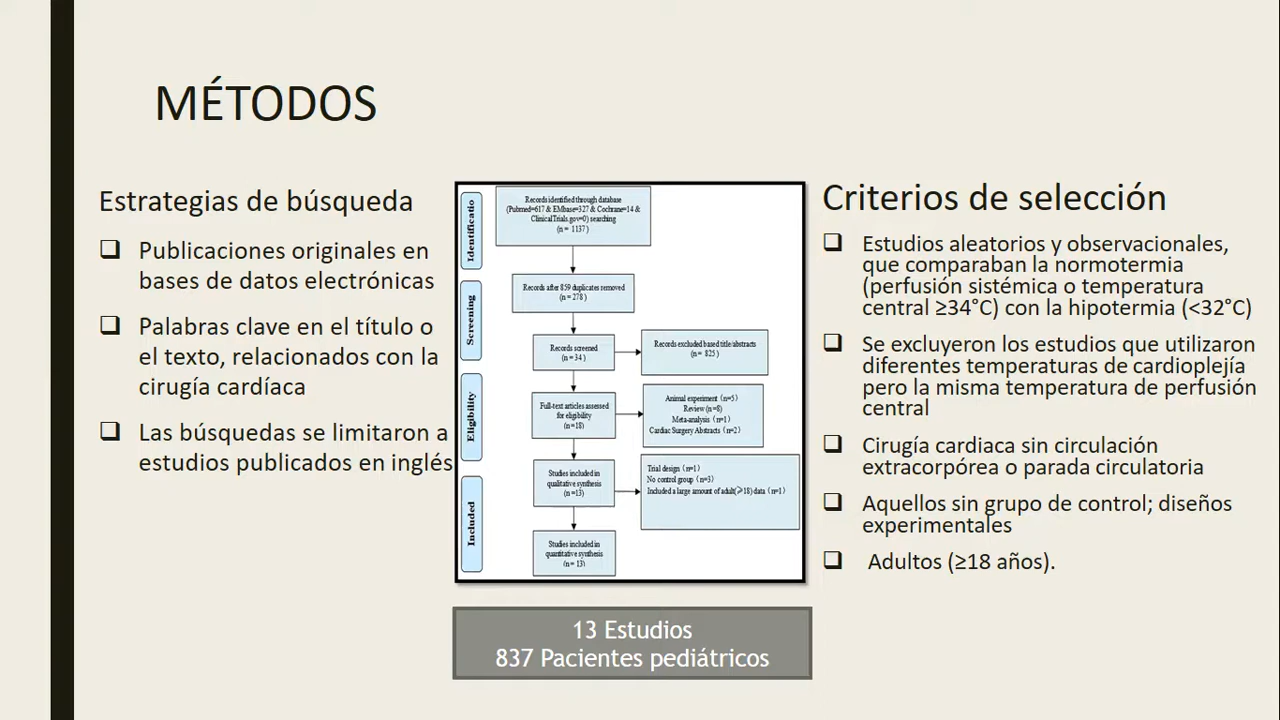 MÉTODOS
Estrategias de búsqueda
❑ Publicaciones originales en
bases de datos electrónicas
❑ Palabras clave en el título o
el texto, relacionados con la
cirugía cardíaca
❑ Las búsquedas se limitaron a
estudios publicados en inglés
Identificatio
Records identified through database
(Pubmed=617 & EMbase=327 & Cochrane=14 &
ClinicalTrials.gov=0) searching
(n = 1137)
Screening
Records after 859 duplicates removed
(n = 278)
Records screened
(n = 34)
Records excluded based title/abstracts
(n = 825)
Eligibility
Full-text articles assessed
for eligibility
(n =18)
Animal experiment (n=5)
Review (n=8)
Meta-analysis (n=1)
Cardiac Surgery Abstracts (n=2)
Included
Studies included in
qualitative synthesis
(n =13)
Trial design (n=1)
No control group (n=3)
Included a large amount of adult(≥18) data (n=1)
Studies included in
quantitative synthesis
(n = 13)
13 Estudios
837 Pacientes pediátricos
Criterios de selección
❑ Estudios aleatorios y observacionales,
que comparaban la normotermia
(perfusión sistémica o temperatura
central ≥34°C) con la hipotermia (<32°C)
❑ Se excluyeron los estudios que utilizaron
diferentes temperaturas de cardioplejía
pero la misma temperatura de perfusión
central
❑ Cirugía cardiaca sin circulación
extracorpórea o parada circulatoria
❑ Aquellos sin grupo de control; diseños
experimentales
❑ Adultos (≥18 años).